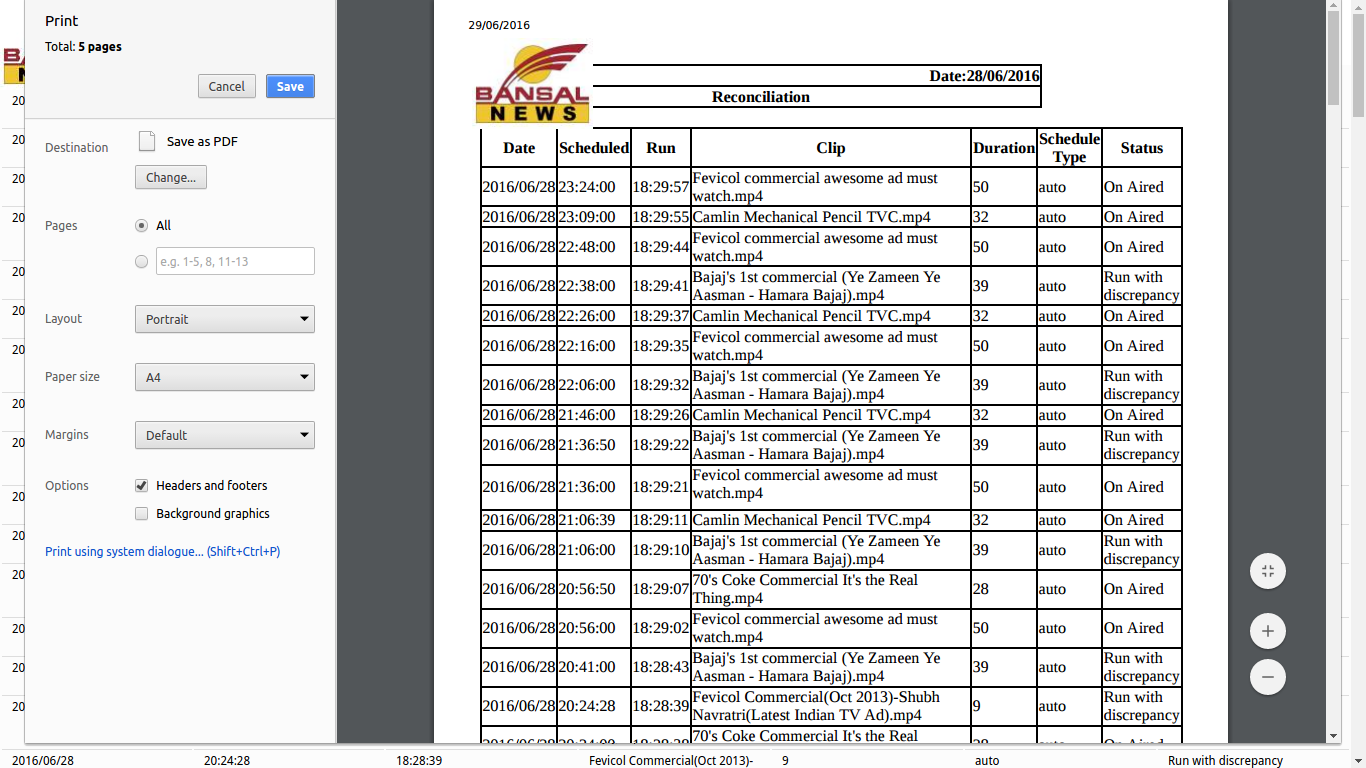 Print
Total: 5 pages
Cancel
Save
Destination
Save as PDF
Change...
Pages
All
e.g. 1-5, 8, 11-13
Layout
Portrait
Paper size
A4
Margins
Default
Options
Headers and footers
Background graphics
Print using system dialogue... (Shift+Ctrl+P)
29/06/2016
BANSAL
NEWS
Date:28/06/2016
Reconciliation
Date Scheduled Run Clip Duration Schedule Type Status
2016/06/28 23:24:00 18:29:57 Fevicol commercial awesome ad must watch.mp4 50 auto On Aired
2016/06/28 23:09:00 18:29:55 Camlin Mechanical Pencil TVC.mp4 32 auto On Aired
2016/06/28 22:48:00 18:29:44 Fevicol commercial awesome ad must watch.mp4 50 auto On Aired
2016/06/28 22:38:00 18:29:41 Bajaj's 1st commercial (Ye Zameen Ye Aasman - Hamara Bajaj).mp4 39 auto Run with discrepancy
2016/06/28 22:26:00 18:29:37 Camlin Mechanical Pencil TVC.mp4 32 auto On Aired
2016/06/28 22:16:00 18:29:35 Fevicol commercial awesome ad must watch.mp4 50 auto On Aired
2016/06/28 22:06:00 18:29:32 Bajaj's 1st commercial (Ye Zameen Ye Aasman - Hamara Bajaj).mp4 39 auto Run with discrepancy
2016/06/28 21:46:00 18:29:26 Camlin Mechanical Pencil TVC.mp4 32 auto On Aired
2016/06/28 21:36:50 18:29:22 Bajaj's 1st commercial (Ye Zameen Ye Aasman - Hamara Bajaj).mp4 39 auto Run with discrepancy
2016/06/28 21:36:00 18:29:21 Fevicol commercial awesome ad must watch.mp4 50 auto On Aired
2016/06/28 21:06:39 18:29:11 Camlin Mechanical Pencil TVC.mp4 32 auto On Aired
2016/06/28 21:06:00 18:29:10 Bajaj's 1st commercial (Ye Zameen Ye Aasman - Hamara Bajaj).mp4 39 auto Run with discrepancy
2016/06/28 20:56:50 18:29:07 70's Coke Commercial It's the Real Thing.mp4 28 auto On Aired
2016/06/28 20:56:00 18:29:02 Fevicol commercial awesome ad must watch.mp4 50 auto On Aired
2016/06/28 20:41:00 18:28:43 Bajaj's 1st commercial (Ye Zameen Ye Aasman - Hamara Bajaj).mp4 39 auto Run with discrepancy
2016/06/28 20:24:28 18:28:39 Fevicol Commercial(Oct 2013)-Shubh Navratri(Latest Indian TV Ad).mp4 9 auto Run with discrepancy
70's Coke Commercial It's the Real
2016/06/28 20:24:28 18:28:39 Fevicol Commercial(Oct 2013)- 9 auto Run with discrepancy